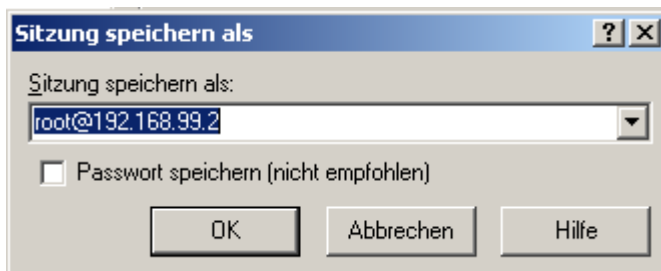 Sitzung speichern als
Sitzung speichern als:
root@192.168.99.2
Passwort speichern (nicht empfohlen)
OK Abbrechen Hilfe